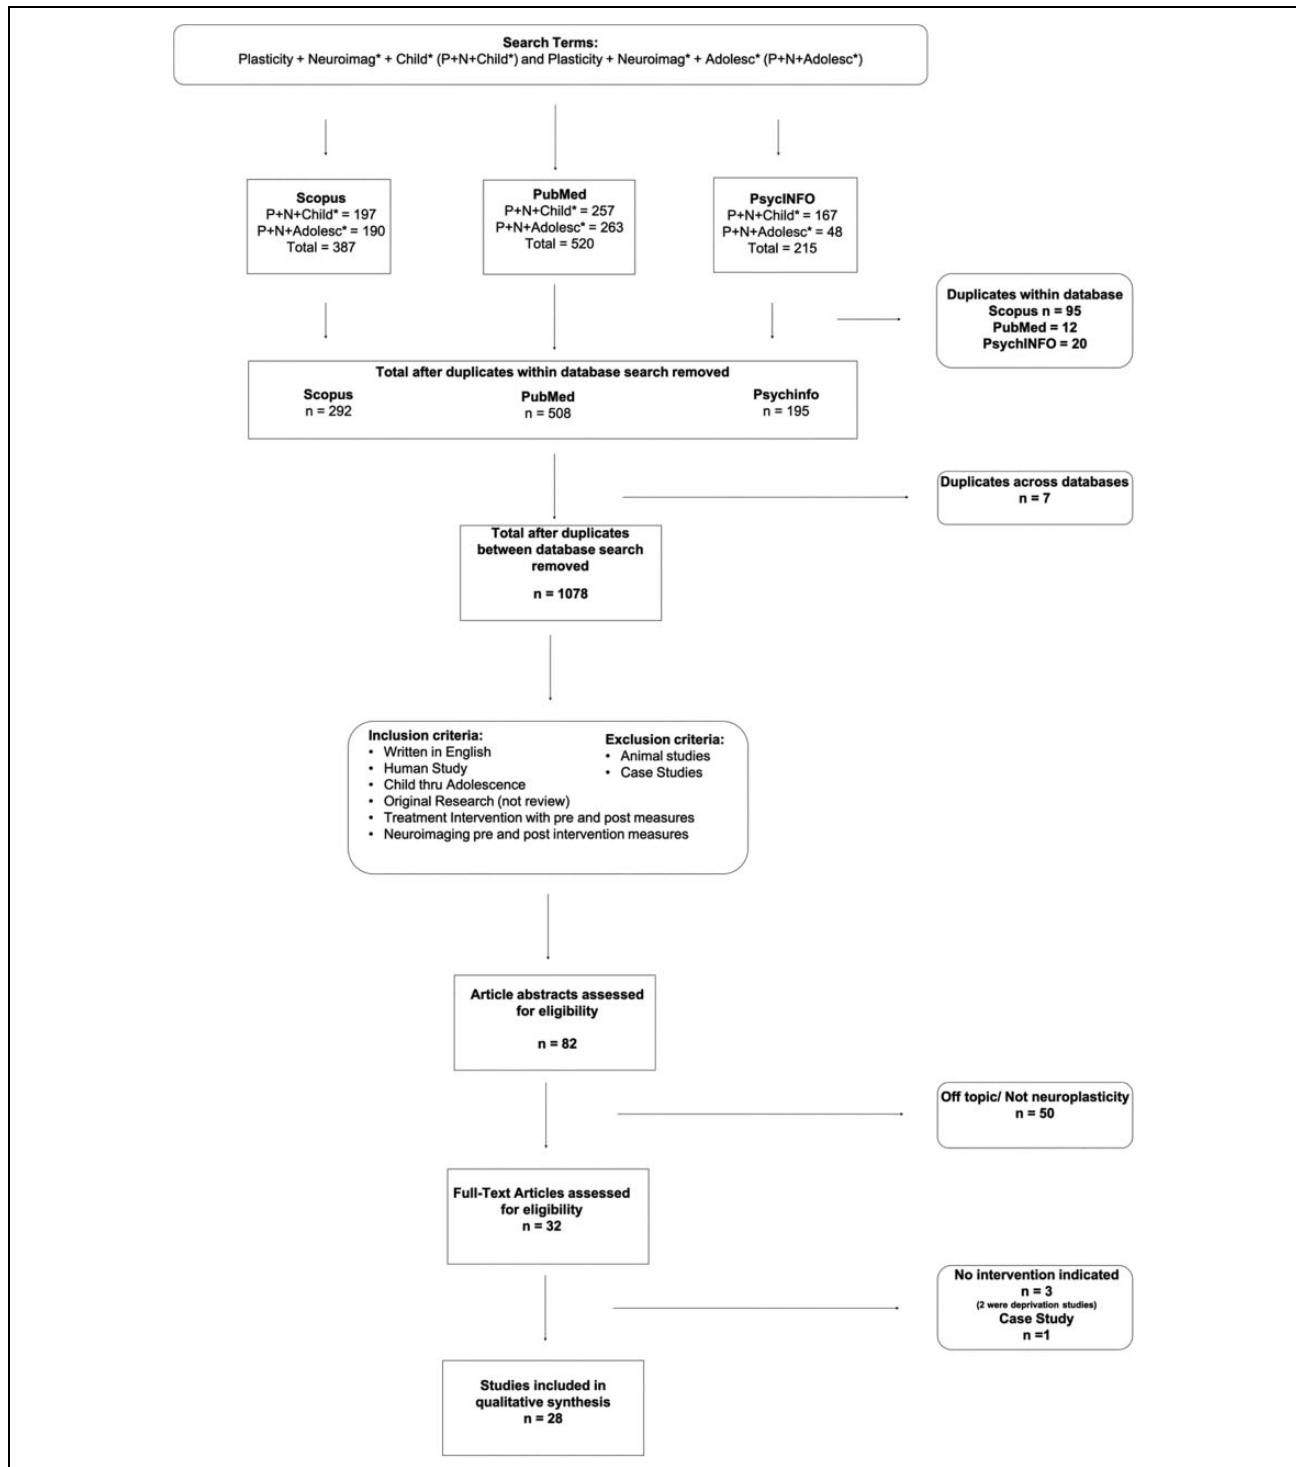 Search Terms:
Plasticity + Neuroimag* + Child* (P+N+Child*) and Plasticity + Neuroimag* + Adolesc* (P+N+Adolesc*)
Scopus
P+N+Child* = 197
P+N+Adolesc* = 190
Total = 387
PubMed
P+N+Child* = 257
P+N+Adolesc* = 263
Total = 520
PsycINFO
P+N+Child* = 167
P+N+Adolesc* = 48
Total = 215
Duplicates within database
Scopus n = 95
PubMed = 12
PsychINFO = 20
Total after duplicates within database search removed
Scopus
n = 292
PubMed
n = 508
Psychinfo
n = 195
Duplicates across databases
n = 7
Total after duplicates
between database search
removed
n = 1078
Inclusion criteria:
• Written in English
• Human Study
• Child thru Adolescence
• Original Research (not review)
• Treatment Intervention with pre and post measures
• Neuroimaging pre and post intervention measures
Exclusion criteria:
• Animal studies
• Case Studies
Article abstracts assessed
for eligibility
n = 82
Off topic/ Not neuroplasticity
n = 50
Full-Text Articles assessed
for eligibility
n = 32
No intervention indicated
n = 3
(2 were deprivation studies)
Case Study
n =1
Studies included in
qualitative synthesis
n = 28